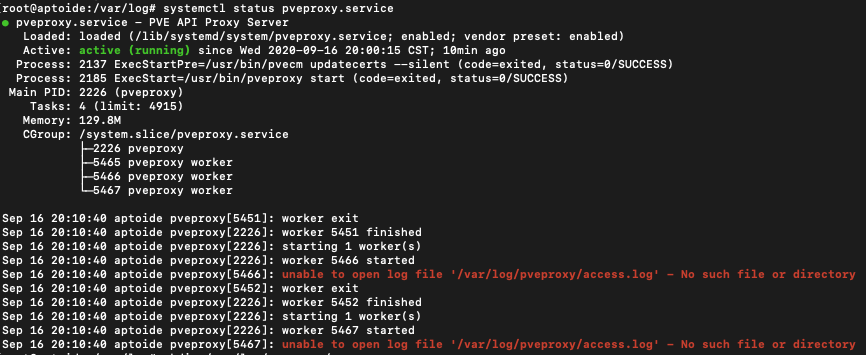 [root@aptoide:/var/log# systemctl status pveproxy.service
● pveproxy.service - PVE API Proxy Server
Loaded: loaded (/lib/systemd/system/pveproxy.service; enabled; vendor preset: enabled)
Active: active (running) since Wed 2020-09-16 20:00:15 CST; 10min ago
Process: 2137 ExecStartPre=/usr/bin/pvecm updatecerts --silent (code=exited, status=0/SUCCESS)
Process: 2185 ExecStart=/usr/bin/pveproxy start (code=exited, status=0/SUCCESS)
Main PID: 2226 (pveproxy)
Tasks: 4 (limit: 4915)
Memory: 129.8M
CGroup: /system.slice/pveproxy.service
├─2226 pveproxy
├─5465 pveproxy worker
├─5466 pveproxy worker
└─5467 pveproxy worker
Sep 16 20:10:40 aptoide pveproxy[5451]: worker exit
Sep 16 20:10:40 aptoide pveproxy[2226]: worker 5451 finished
Sep 16 20:10:40 aptoide pveproxy[2226]: starting 1 worker(s)
Sep 16 20:10:40 aptoide pveproxy[2226]: worker 5466 started
Sep 16 20:10:40 aptoide pveproxy[5466]: unable to open log file '/var/log/pveproxy/access.log' - No such file or directory
Sep 16 20:10:40 aptoide pveproxy[5452]: worker exit
Sep 16 20:10:40 aptoide pveproxy[2226]: worker 5452 finished
Sep 16 20:10:40 aptoide pveproxy[2226]: starting 1 worker(s)
Sep 16 20:10:40 aptoide pveproxy[2226]: worker 5467 started
Sep 16 20:10:40 aptoide pveproxy[5467]: unable to open log file '/var/log/pveproxy/access.log' - No such file or directory